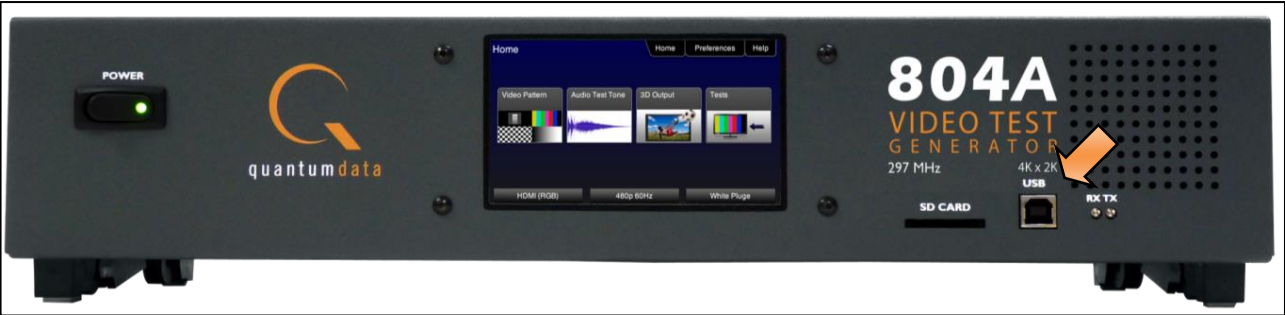 POWER
quantumdata
Home
Home Preferences Help
Video Pattern Audio Test Tone 3D Output Tests
HDMI (RGB) 480p 60Hz White Pluge
804A
VIDEO TEST
GENERATOR
297 MHz 4K x 2K
USB
SD CARD
RX TX